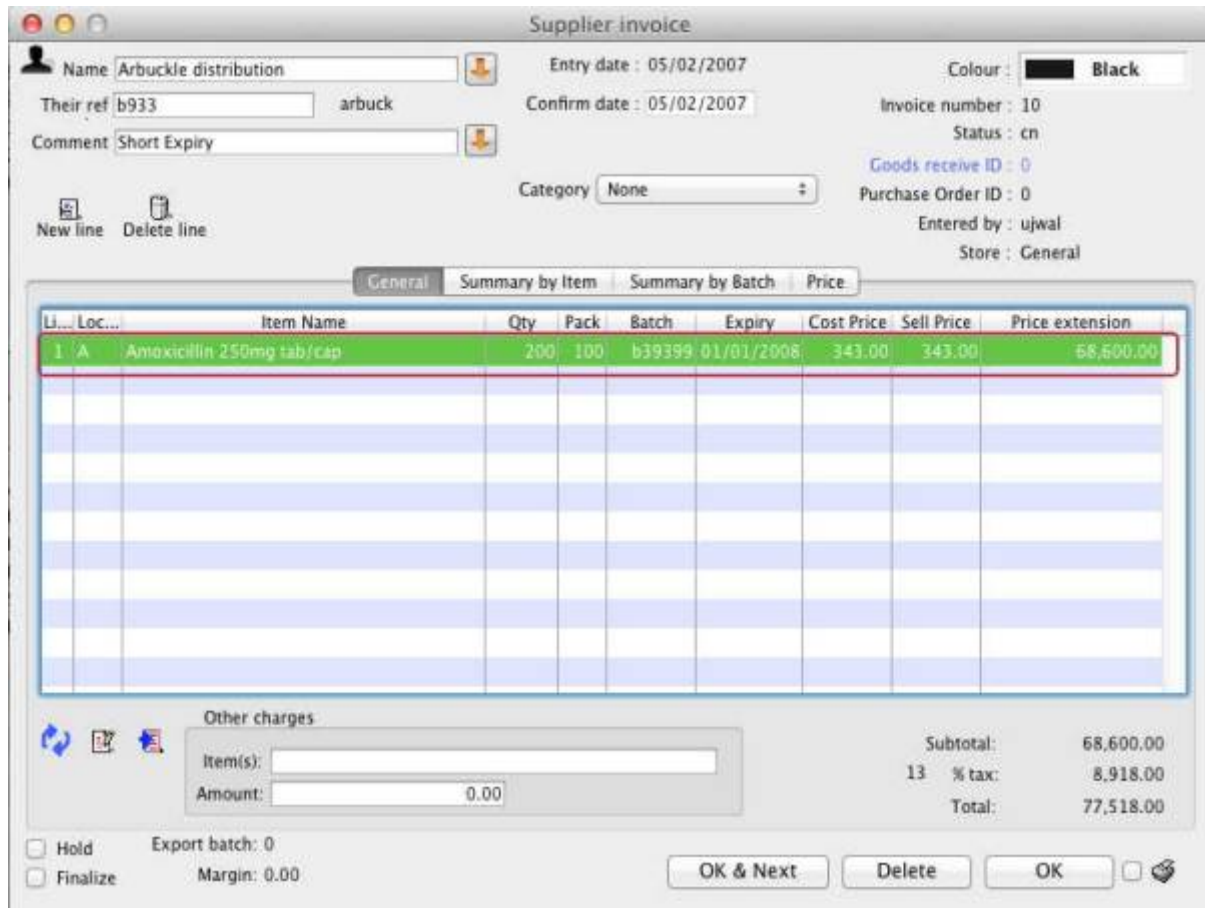 Supplier invoice
Name Arbuckle distribution
Entry date : 05/02/2007
Colour : Black
Their ref b933 arbuck
Confirm date : 05/02/2007
Invoice number : 10
Comment Short Expiry
Status : cn
Goods receive ID : 0
Category None
Purchase Order ID : 0
New line Delete line
Entered by : ujwal
Store : General
General Summary by Item Summary by Batch Price
Li... Loc... Item Name Qty Pack Batch Expiry Cost Price Sell Price Price extension
1 A Amoxicillin 250mg tab/cap 200 100 b39399 01/01/2008 343.00 343.00 68,600.00
Other charges
Item(s):
Amount: 0.00
Subtotal: 68,600.00
13 % tax: 8,918.00
Total: 77,518.00
Hold Export batch: 0
Finalize Margin: 0.00
OK & Next Delete OK